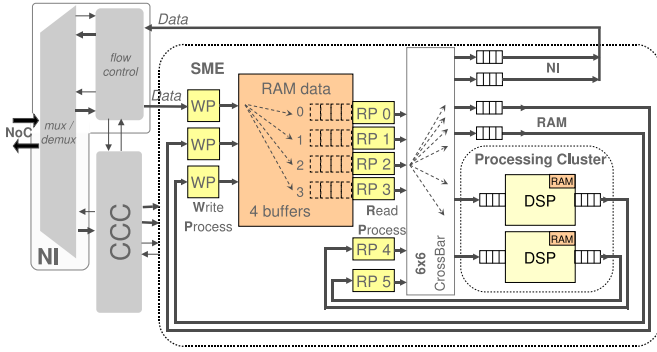 Data
flow
control
SME
RAM data
NI
Data
WP
0
RP 0
NoC
mux /
demux
WP
1
RP 1
RAM
2
RP 2
Processing Cluster
WP
3
RP 3
RAM
DSP
Write
Process
4 buffers
Read
Process
NI
CCC
RP 4
RAM
DSP
RP 5
6x6
CrossBar